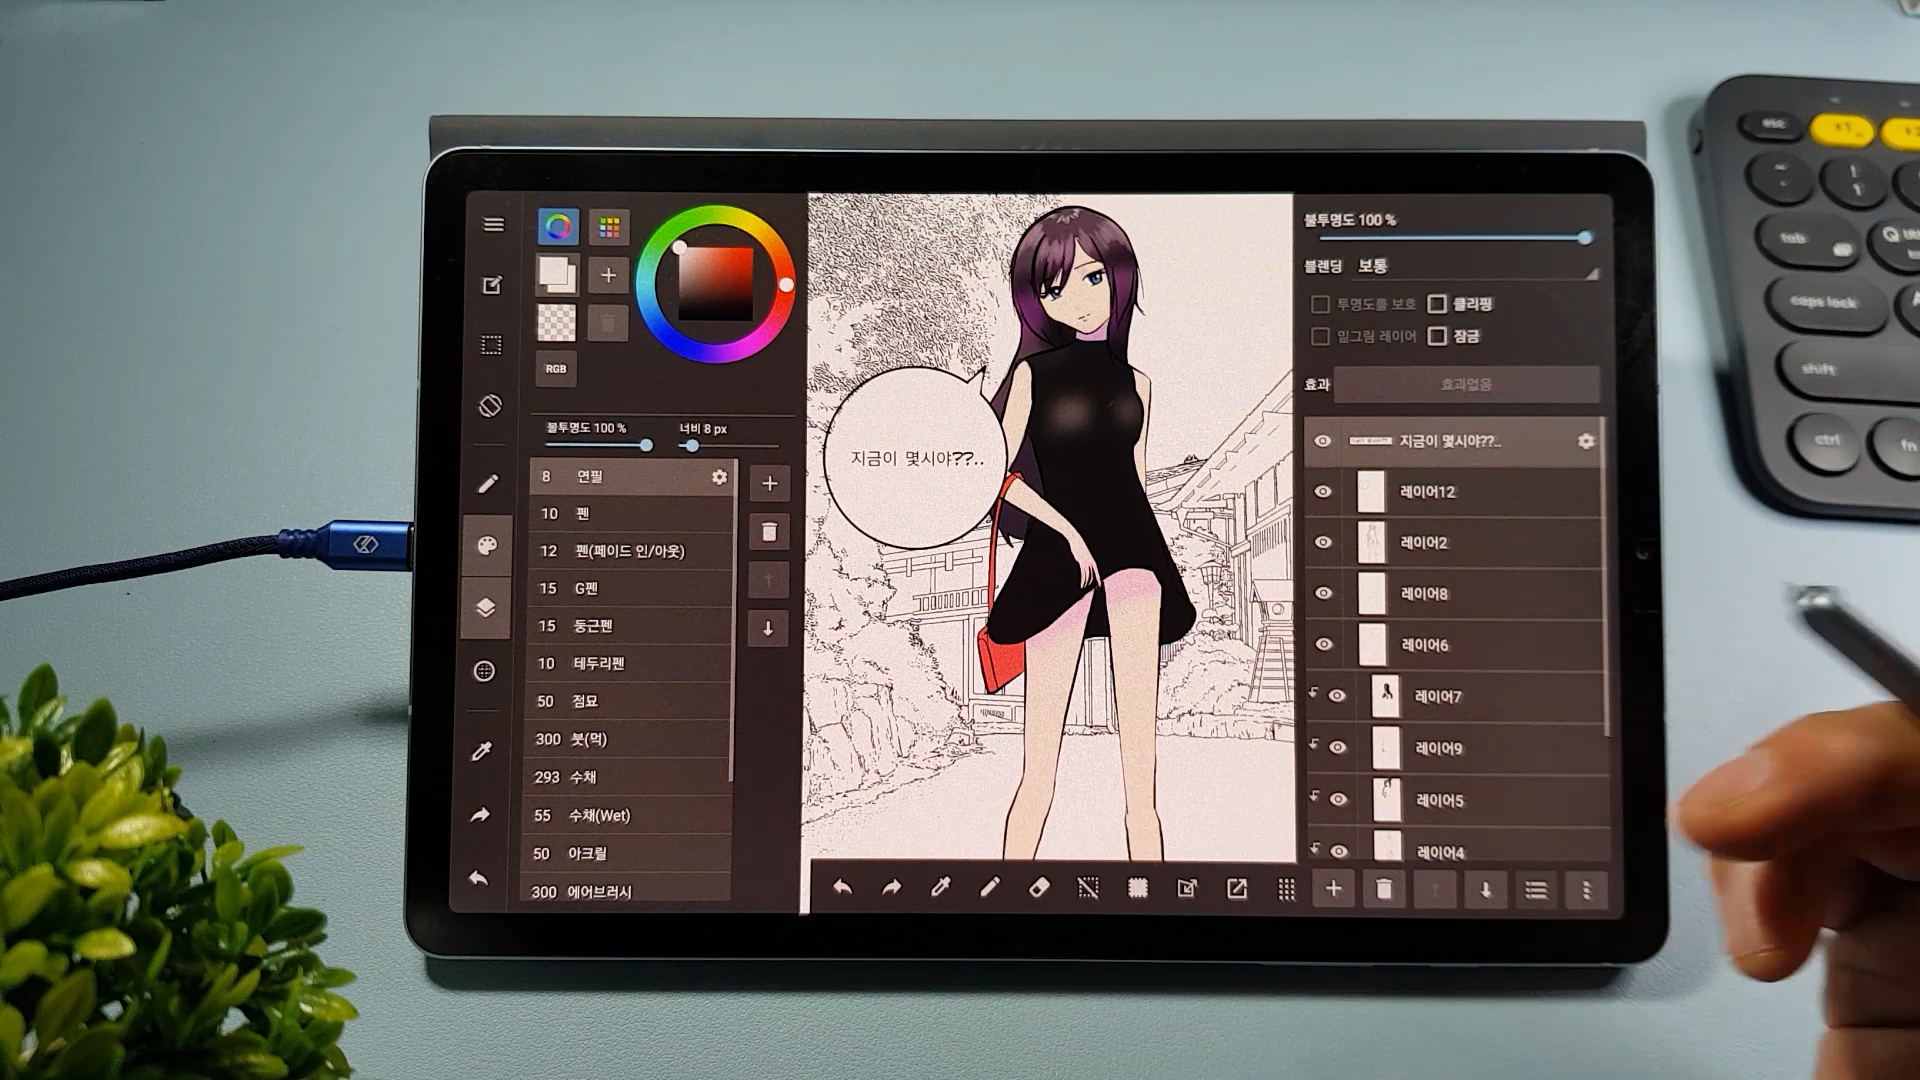 RGB
불투명도 100 %
너비 8 px
8 연필
10 펜
12 펜(페이드 인/아웃)
15 G펜
15 둥근펜
10 테두리펜
50 점묘
300 붓(먹)
293 수채
55 수채(Wet)
50 아크릴
300 에어브러시
지금이 몇시야??..
불투명도 100 %
블렌딩 보통
투명도를 보호 클리핑
밑그림 레이어 잠금
효과 효과없음
지금이 몇시야??..
레이어12
레이어2
레이어8
레이어6
레이어7
레이어9
레이어5
레이어4
esc
tab
Q
caps lock
shift
ctrl
fn